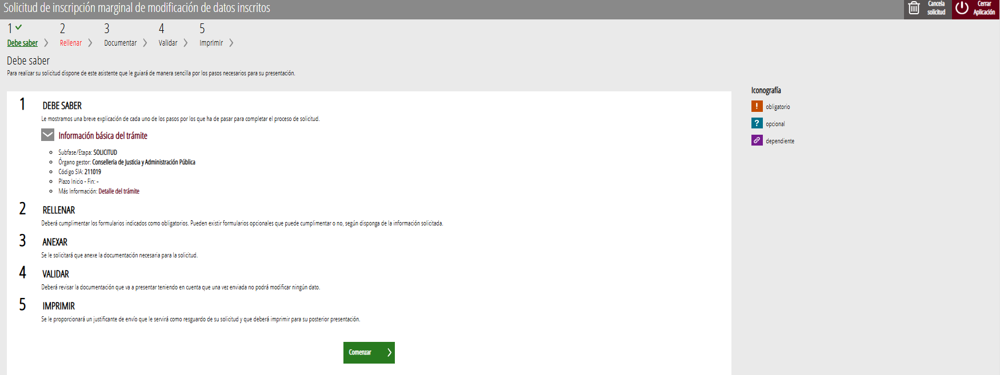 Solicitud de inscripción marginal de modificación de datos inscritos
Cancela solicitud
Cerrar Aplicación
1 2 3 4 5
Debe saber Rellenar Documentar Validar Imprimir
Debe saber
Para realizar su solicitud dispone de este asistente que le guiará de manera sencilla por los pasos necesarios para su presentación.
Iconografía
! obligatorio
? opcional
dependiente
1 DEBE SABER
Le mostramos una breve explicación de cada uno de los pasos por los que ha de pasar para completar el proceso de solicitud.
Información básica del trámite
Subfase/Etapa: SOLICITUD
Órgano gestor: Conselleria de Justicia y Administración Pública
Código SIA: 211019
Plazo Inicio - Fin: -
Más Información: Detalle del trámite
2 RELLENAR
Deberá cumplimentar los formularios indicados como obligatorios. Pueden existir formularios opcionales que puede cumplimentar o no, según disponga de la información solicitada.
3 ANEXAR
Se le solicitará que anexe la documentación necesaria para la solicitud.
4 VALIDAR
Deberá revisar la documentación que va a presentar teniendo en cuenta que una vez enviada no podrá modificar ningún dato.
5 IMPRIMIR
Se le proporcionará un justificante de envío que le servirá como resguardo de su solicitud y que deberá imprimir para su posterior presentación.
Comenzar